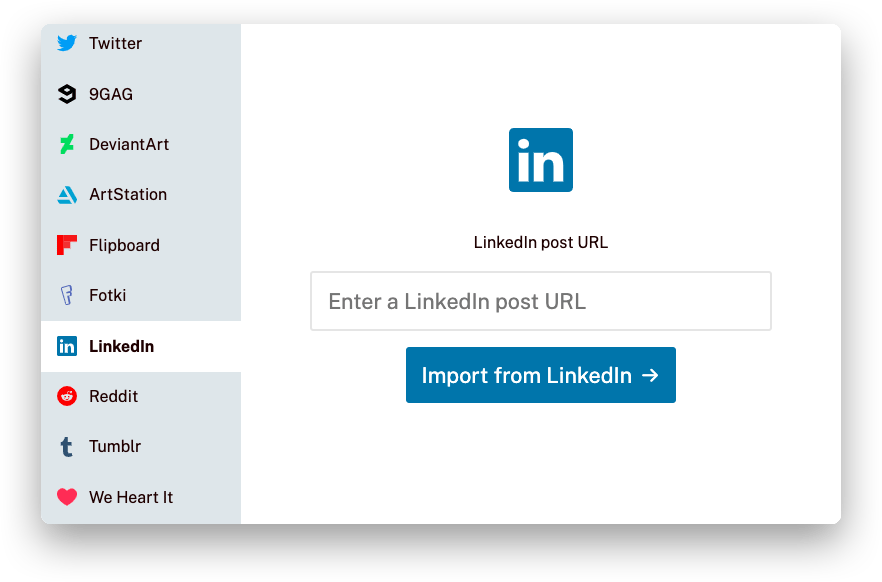 Twitter
9GAG
DeviantArt
ArtStation
Flipboard
Fotki
LinkedIn
Reddit
Tumblr
We Heart It
in
LinkedIn post URL
Enter a LinkedIn post URL
Import from LinkedIn →